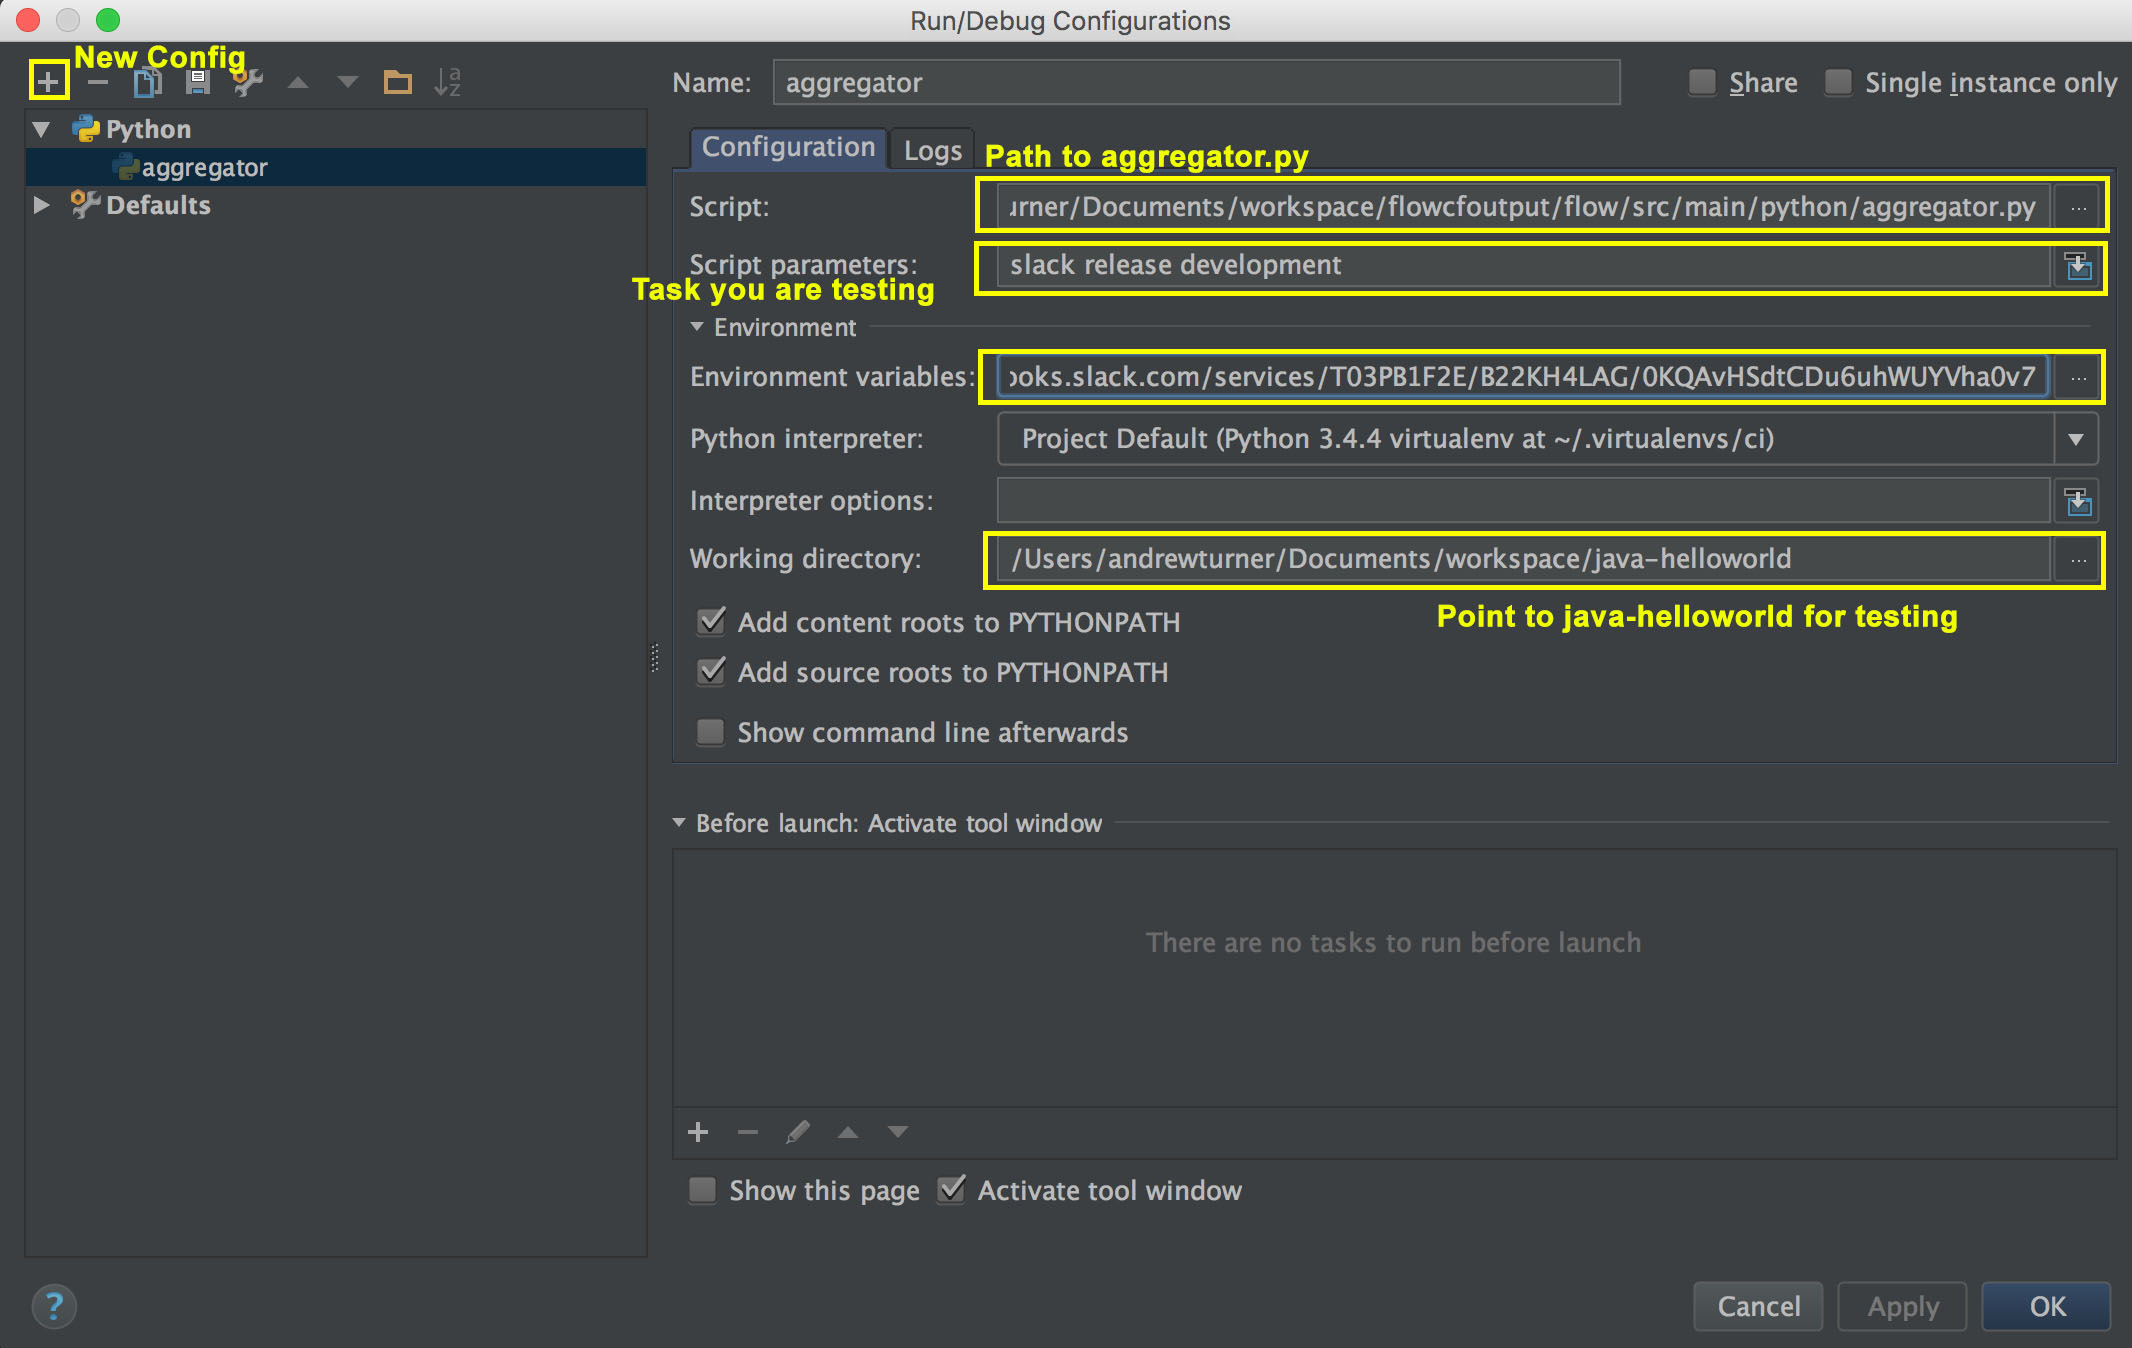 Run/Debug Configurations
New Config
Name: aggregator
Share
Single instance only
Python
aggregator
Defaults
Configuration
Logs
Path to aggregator.py
Script: urner/Documents/workspace/flowcfoutput/flow/src/main/python/aggregator.py
Script parameters: slack release development
Task you are testing
Environment
Environment variables: ooks.slack.com/services/T03PB1F2E/B22KH4LAG/0KQAvHSdtCDu6uhWUYVha0v7
Python interpreter: Project Default (Python 3.4.4 virtualenv at ~/.virtualenvs/ci)
Interpreter options:
Working directory: /Users/andrewturner/Documents/workspace/java-helloworld
Point to java-helloworld for testing
Add content roots to PYTHONPATH
Add source roots to PYTHONPATH
Show command line afterwards
Before launch: Activate tool window
There are no tasks to run before launch
Show this page
Activate tool window
?
Cancel
Apply
OK